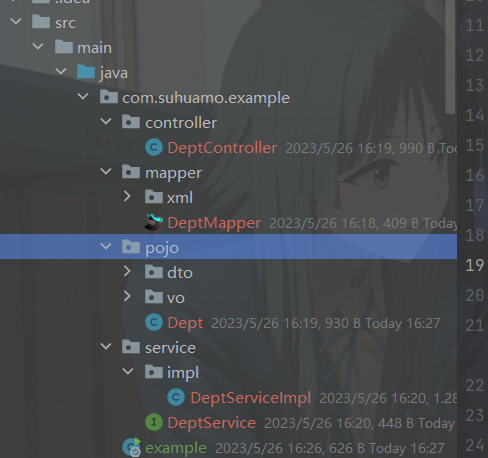 .idea
src
main
java
com.suhuamo.example
controller
DeptController 2023/5/26 16:19, 990 B Tod
mapper
xml
DeptMapper 2023/5/26 16:18, 409 B Today
pojo
dto
vo
Dept 2023/5/26 16:19, 930 B Today 16:27
service
impl
DeptServiceImpl 2023/5/26 16:20, 1.28
DeptService 2023/5/26 16:20, 448 B Today
example 2023/5/26 16:26, 626 B Today 16:27
11
12
13
14
15
16
17
18
19
20
21
22
23
24